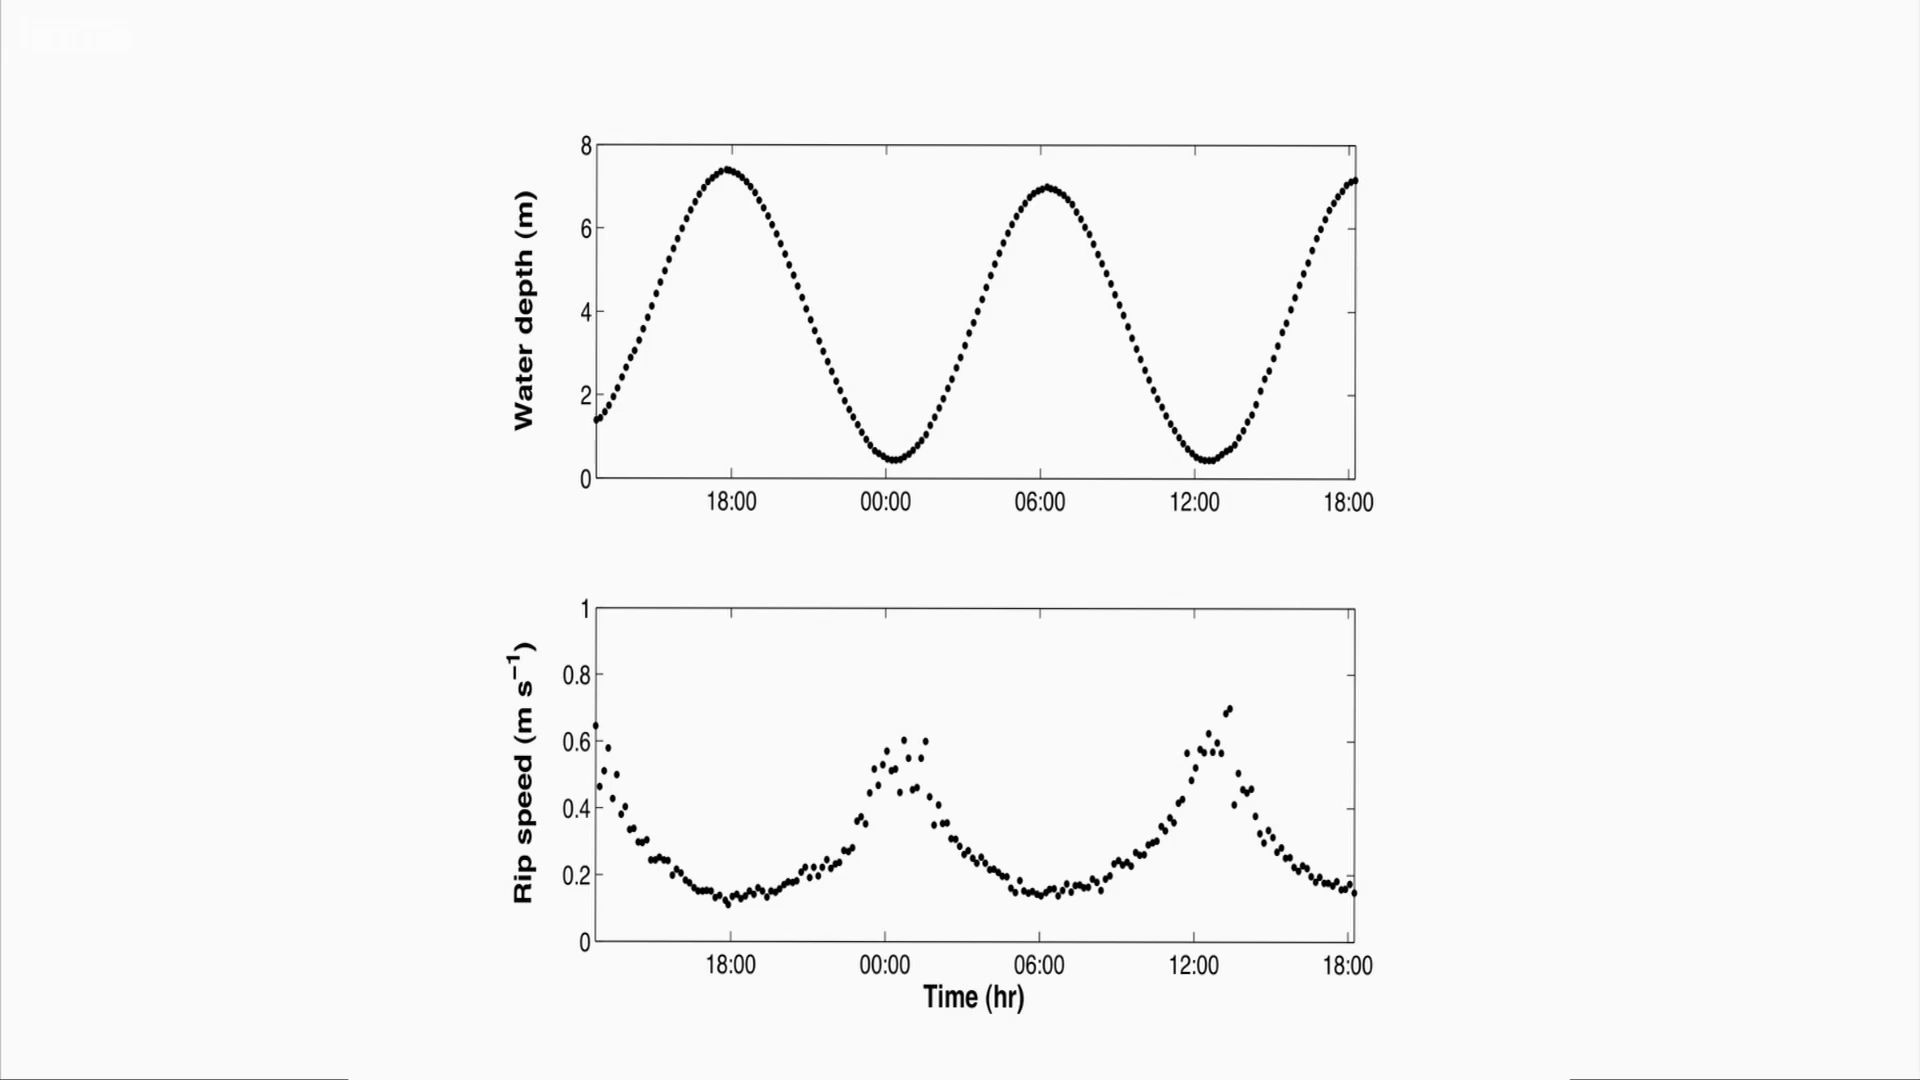 8
6
4
2
0
Water depth (m)
18:00 00:00 06:00 12:00 18:00
1
0.8
0.6
0.4
0.2
0
Rip speed (m s⁻¹)
18:00 00:00 06:00 12:00 18:00
Time (hr)